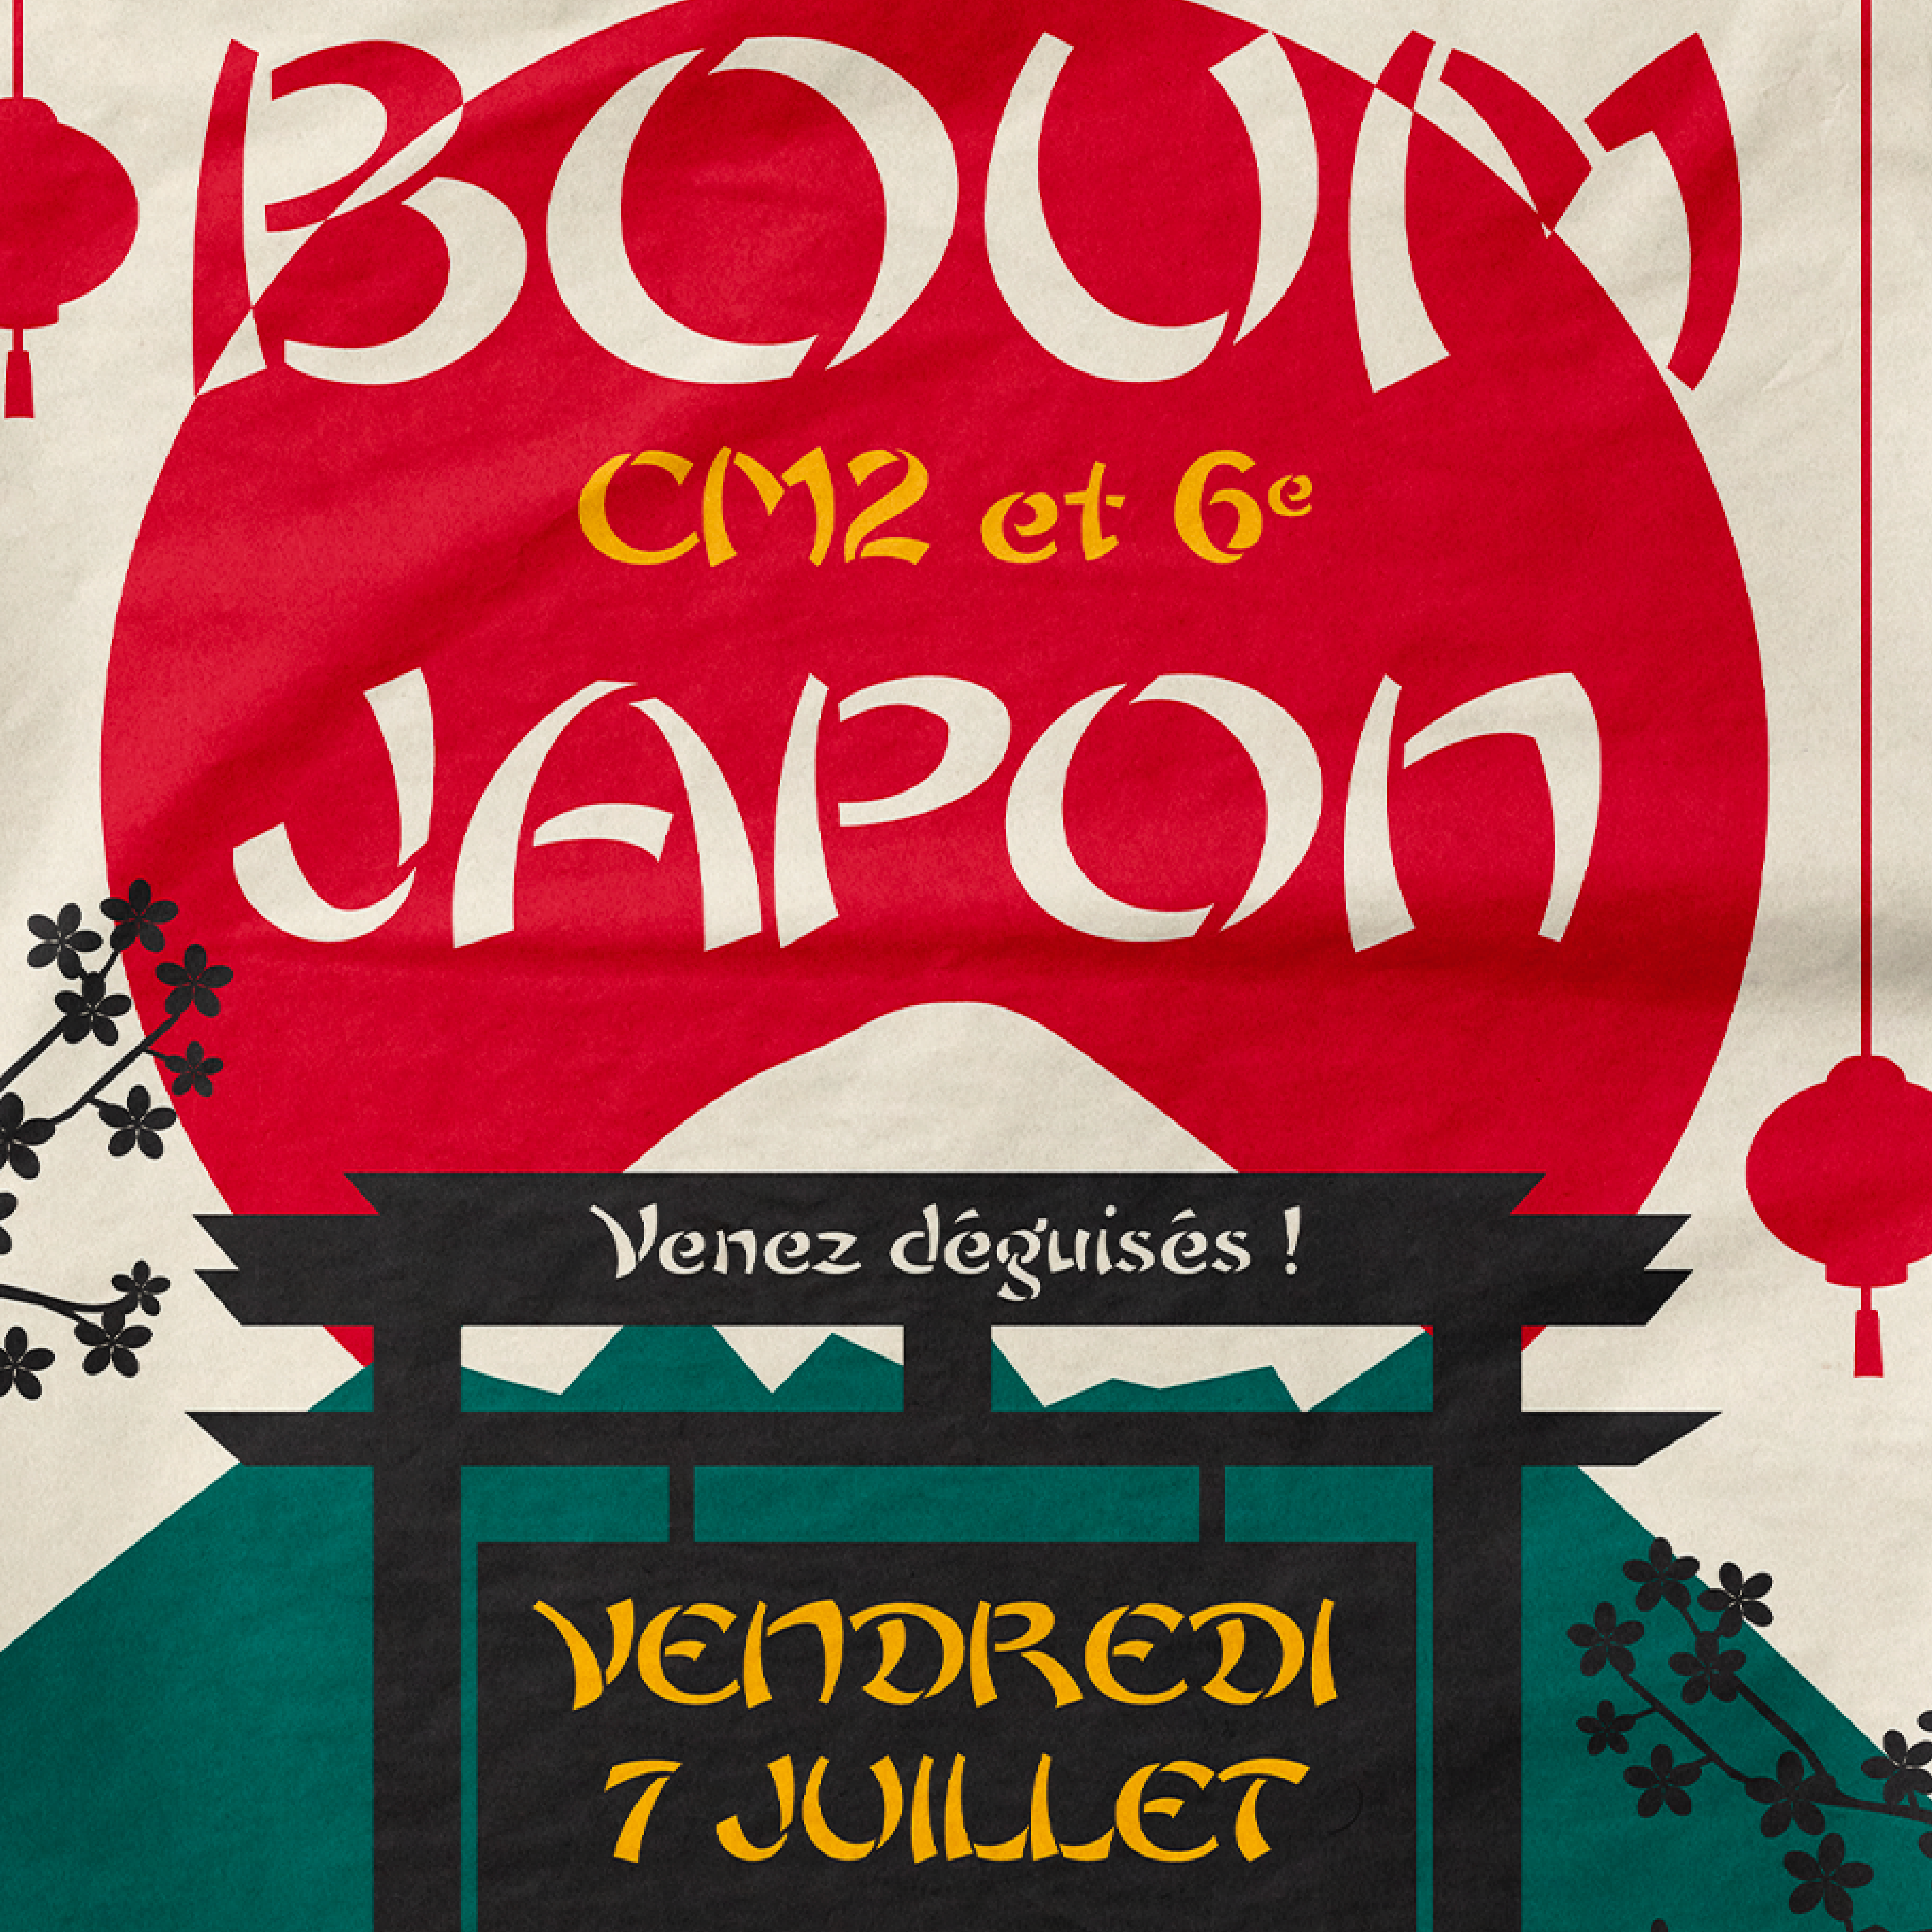 BOUM
CM2 et 6e
JAPON
Venez déguisés !
VENDREDI
7 JUILLET